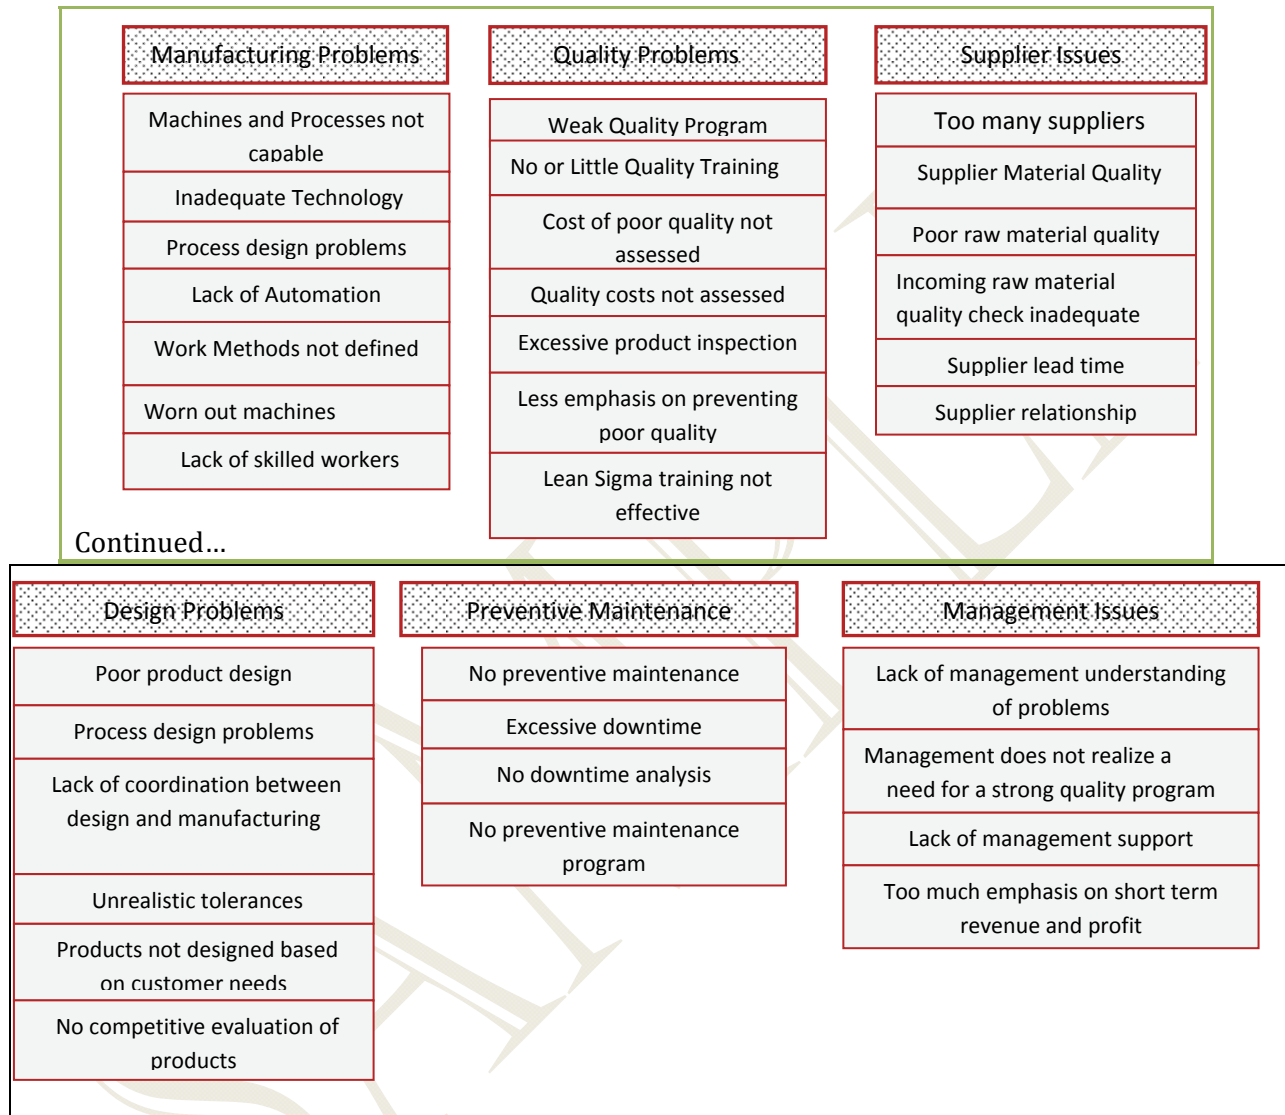 Manufacturing Problems
Machines and Processes not
capable
Inadequate Technology
Process design problems
Lack of Automation
Work Methods not defined
Worn out machines
Lack of skilled workers
Quality Problems
Weak Quality Program
No or Little Quality Training
Cost of poor quality not
assessed
Quality costs not assessed
Excessive product inspection
Less emphasis on preventing
poor quality
Lean Sigma training not
effective
Supplier Issues
Too many suppliers
Supplier Material Quality
Poor raw material quality
Incoming raw material
quality check inadequate
Supplier lead time
Supplier relationship
Continued…
Design Problems
Poor product design
Process design problems
Lack of coordination between
design and manufacturing
Unrealistic tolerances
Products not designed based
on customer needs
No competitive evaluation of
products
Preventive Maintenance
No preventive maintenance
Excessive downtime
No downtime analysis
No preventive maintenance
program
Management Issues
Lack of management understanding
of problems
Management does not realize a
need for a strong quality program
Lack of management support
Too much emphasis on short term
revenue and profit